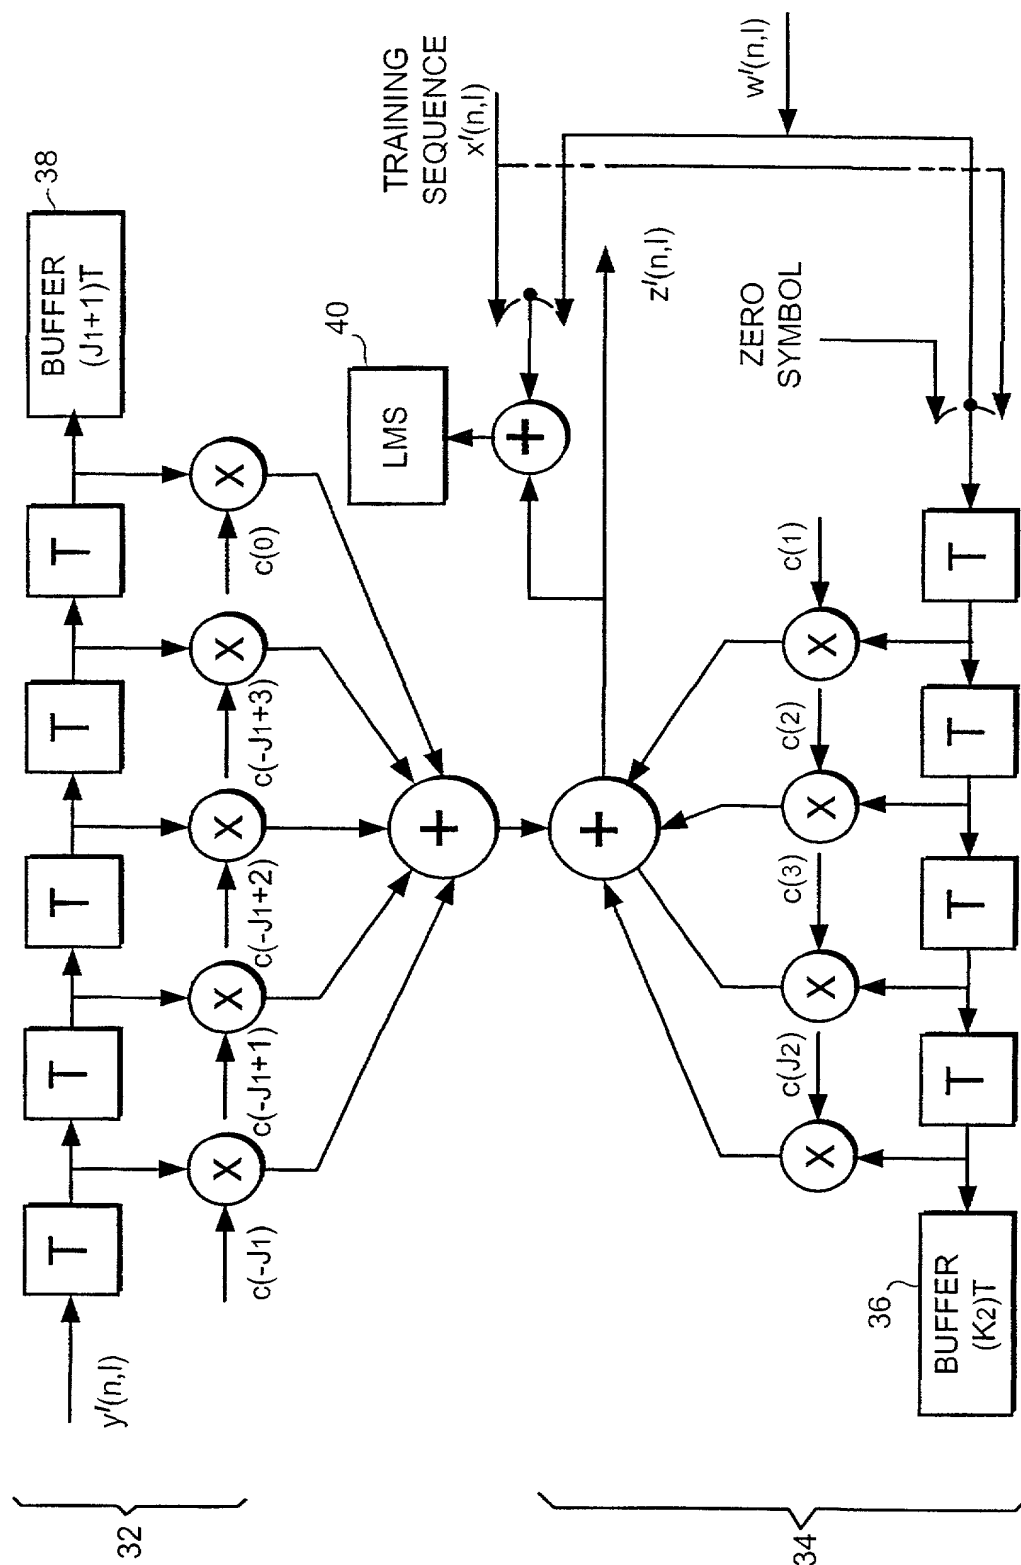 y'(n,l)
T
T
T
T
T
BUFFER
(J1+1)T
38
32
X
X
X
X
X
c(-J1)
c(-J1+1)
c(-J1+2)
c(-J1+3)
c(0)
+
LMS
40
+
TRAINING
SEQUENCE
x'(n,l)
+
z'(n,l)
w'(n,l)
ZERO
SYMBOL
c(J2)
c(3)
c(2)
c(1)
X
X
X
X
34
36
BUFFER
(K2)T
T
T
T
T